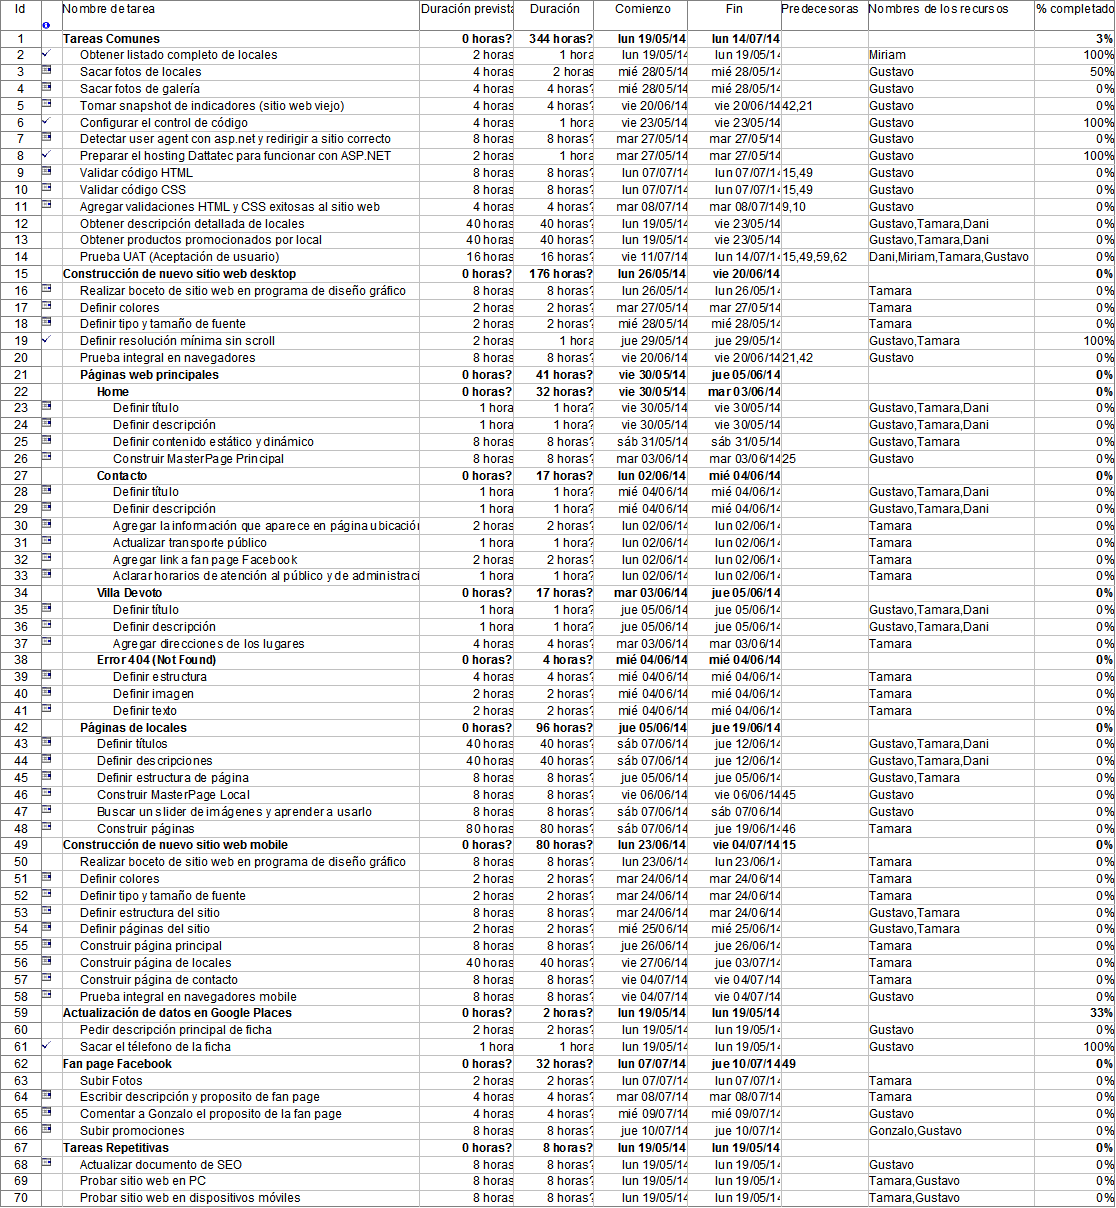 Id Nombre de tarea Duración prevista Duración Comienzo Fin Predecesoras Nombres de los recursos % completado
1 Tareas Comunes 0 horas? 344 horas? lun 19/05/14 lun 14/07/14 3%
2 Obtener listado completo de locales 2 horas 1 hora lun 19/05/14 lun 19/05/14 Miriam 100%
3 Sacar fotos de locales 4 horas 2 horas mié 28/05/14 mié 28/05/14 Gustavo 50%
4 Sacar fotos de galería 4 horas 4 horas? mié 28/05/14 mié 28/05/14 Gustavo 0%
5 Tomar snapshot de indicadores (sitio web viejo) 4 horas 4 horas? vie 20/06/14 vie 20/06/14 42,21 Gustavo 0%
6 Configurar el control de código 4 horas 1 hora vie 23/05/14 vie 23/05/14 Gustavo 100%
7 Detectar user agent con asp.net y redirigir a sitio correcto 8 horas 8 horas? mar 27/05/14 mar 27/05/14 Gustavo 0%
8 Preparar el hosting Dattatec para funcionar con ASP.NET 2 horas 1 hora mar 27/05/14 mar 27/05/14 Gustavo 100%
9 Validar código HTML 8 horas 8 horas? lun 07/07/14 lun 07/07/14 15,49 Gustavo 0%
10 Validar código CSS 8 horas 8 horas? lun 07/07/14 lun 07/07/14 15,49 Gustavo 0%
11 Agregar validaciones HTML y CSS exitosas al sitio web 4 horas 4 horas? mar 08/07/14 mar 08/07/14 9,10 Gustavo 0%
12 Obtener descripción detallada de locales 40 horas 40 horas? lun 19/05/14 vie 23/05/14 Gustavo,Tamara,Dani 0%
13 Obtener productos promocionados por local 40 horas 40 horas? lun 19/05/14 vie 23/05/14 Gustavo,Tamara,Dani 0%
14 Prueba UAT (Aceptación de usuario) 16 horas 16 horas? vie 11/07/14 lun 14/07/14 15,49,59,62 Dani,Miriam,Tamara,Gustavo 0%
15 Construcción de nuevo sitio web desktop 0 horas? 176 horas? lun 26/05/14 vie 20/06/14 0%
16 Realizar boceto de sitio web en programa de diseño gráfico 8 horas 8 horas? lun 26/05/14 lun 26/05/14 Tamara 0%
17 Definir colores 2 horas 2 horas? mar 27/05/14 mar 27/05/14 Tamara 0%
18 Definir tipo y tamaño de fuente 2 horas 2 horas? mié 28/05/14 mié 28/05/14 Tamara 0%
19 Definir resolución mínima sin scroll 2 horas 1 hora jue 29/05/14 jue 29/05/14 Gustavo,Tamara 100%
20 Prueba integral en navegadores 8 horas 8 horas? vie 20/06/14 vie 20/06/14 21,42 Gustavo 0%
21 Páginas web principales 0 horas? 41 horas? vie 30/05/14 jue 05/06/14 0%
22 Home 0 horas? 32 horas? vie 30/05/14 mar 03/06/14 0%
23 Definir título 1 hora 1 hora? vie 30/05/14 vie 30/05/14 Gustavo,Tamara,Dani 0%
24 Definir descripción 1 hora 1 hora? vie 30/05/14 vie 30/05/14 Gustavo,Tamara,Dani 0%
25 Definir contenido estático y dinámico 8 horas 8 horas? sáb 31/05/14 sáb 31/05/14 Gustavo,Tamara 0%
26 Construir MasterPage Principal 8 horas 8 horas? mar 03/06/14 mar 03/06/14 25 Gustavo 0%
27 Contacto 0 horas? 17 horas? lun 02/06/14 mié 04/06/14 0%
28 Definir título 1 hora 1 hora? mié 04/06/14 mié 04/06/14 Gustavo,Tamara,Dani 0%
29 Definir descripción 1 hora 1 hora? mié 04/06/14 mié 04/06/14 Gustavo,Tamara,Dani 0%
30 Agregar la información que aparece en página ubicación 2 horas 2 horas? lun 02/06/14 lun 02/06/14 Tamara 0%
31 Actualizar transporte público 1 hora 1 hora? lun 02/06/14 lun 02/06/14 Tamara 0%
32 Agregar link a fan page Facebook 2 horas 2 horas? lun 02/06/14 lun 02/06/14 Tamara 0%
33 Aclarar horarios de atención al público y de administraci 1 hora 1 hora? lun 02/06/14 lun 02/06/14 Tamara 0%
34 Villa Devoto 0 horas? 17 horas? mar 03/06/14 jue 05/06/14 0%
35 Definir título 1 hora 1 hora? jue 05/06/14 jue 05/06/14 Gustavo,Tamara,Dani 0%
36 Definir descripción 1 hora 1 hora? jue 05/06/14 jue 05/06/14 Gustavo,Tamara,Dani 0%
37 Agregar direcciones de los lugares 4 horas 4 horas? mar 03/06/14 mar 03/06/14 Tamara 0%
38 Error 404 (Not Found) 0 horas? 4 horas? mié 04/06/14 mié 04/06/14 0%
39 Definir estructura 4 horas 4 horas? mié 04/06/14 mié 04/06/14 Tamara 0%
40 Definir imagen 2 horas 2 horas? mié 04/06/14 mié 04/06/14 Tamara 0%
41 Definir texto 2 horas 2 horas? mié 04/06/14 mié 04/06/14 Tamara 0%
42 Páginas de locales 0 horas? 96 horas? jue 05/06/14 jue 19/06/14 0%
43 Definir títulos 40 horas 40 horas? sáb 07/06/14 jue 12/06/14 Gustavo,Tamara,Dani 0%
44 Definir descripciones 40 horas 40 horas? sáb 07/06/14 jue 12/06/14 Gustavo,Tamara,Dani 0%
45 Definir estructura de página 8 horas 8 horas? jue 05/06/14 jue 05/06/14 Gustavo,Tamara 0%
46 Construir MasterPage Local 8 horas 8 horas? vie 06/06/14 vie 06/06/14 45 Gustavo 0%
47 Buscar un slider de imágenes y aprender a usarlo 8 horas 8 horas? sáb 07/06/14 sáb 07/06/14 Gustavo 0%
48 Construir páginas 80 horas 80 horas? sáb 07/06/14 jue 19/06/14 46 Tamara 0%
49 Construcción de nuevo sitio web mobile 0 horas? 80 horas? lun 23/06/14 vie 04/07/14 15 0%
50 Realizar boceto de sitio web en programa de diseño gráfico 8 horas 8 horas? lun 23/06/14 lun 23/06/14 Tamara 0%
51 Definir colores 2 horas 2 horas? mar 24/06/14 mar 24/06/14 Tamara 0%
52 Definir tipo y tamaño de fuente 2 horas 2 horas? mar 24/06/14 mar 24/06/14 Tamara 0%
53 Definir estructura del sitio 8 horas 8 horas? mar 24/06/14 mar 24/06/14 Gustavo,Tamara 0%
54 Definir páginas del sitio 2 horas 2 horas? mié 25/06/14 mié 25/06/14 Gustavo,Tamara 0%
55 Construir página principal 8 horas 8 horas? jue 26/06/14 jue 26/06/14 Tamara 0%
56 Construir página de locales 40 horas 40 horas? vie 27/06/14 jue 03/07/14 Tamara 0%
57 Construir página de contacto 8 horas 8 horas? vie 04/07/14 vie 04/07/14 Tamara 0%
58 Prueba integral en navegadores mobile 8 horas 8 horas? vie 04/07/14 vie 04/07/14 Gustavo 0%
59 Actualización de datos en Google Places 0 horas? 2 horas? lun 19/05/14 lun 19/05/14 33%
60 Pedir descripción principal de ficha 2 horas 2 horas? lun 19/05/14 lun 19/05/14 Gustavo 0%
61 Sacar el télefono de la ficha 1 hora 1 hora lun 19/05/14 lun 19/05/14 Gustavo 100%
62 Fan page Facebook 0 horas? 32 horas? lun 07/07/14 jue 10/07/14 49 0%
63 Subir Fotos 2 horas 2 horas? lun 07/07/14 lun 07/07/14 Tamara 0%
64 Escribir descripción y proposito de fan page 4 horas 4 horas? mar 08/07/14 mar 08/07/14 Tamara 0%
65 Comentar a Gonzalo el proposito de la fan page 4 horas 4 horas? mié 09/07/14 mié 09/07/14 Gustavo 0%
66 Subir promociones 8 horas 8 horas? jue 10/07/14 jue 10/07/14 Gonzalo,Gustavo 0%
67 Tareas Repetitivas 0 horas? 8 horas? lun 19/05/14 lun 19/05/14 0%
68 Actualizar documento de SEO 8 horas 8 horas? lun 19/05/14 lun 19/05/14 Gustavo 0%
69 Probar sitio web en PC 8 horas 8 horas? lun 19/05/14 lun 19/05/14 Tamara,Gustavo 0%
70 Probar sitio web en dispositivos móviles 8 horas 8 horas? lun 19/05/14 lun 19/05/14 Tamara,Gustavo 0%